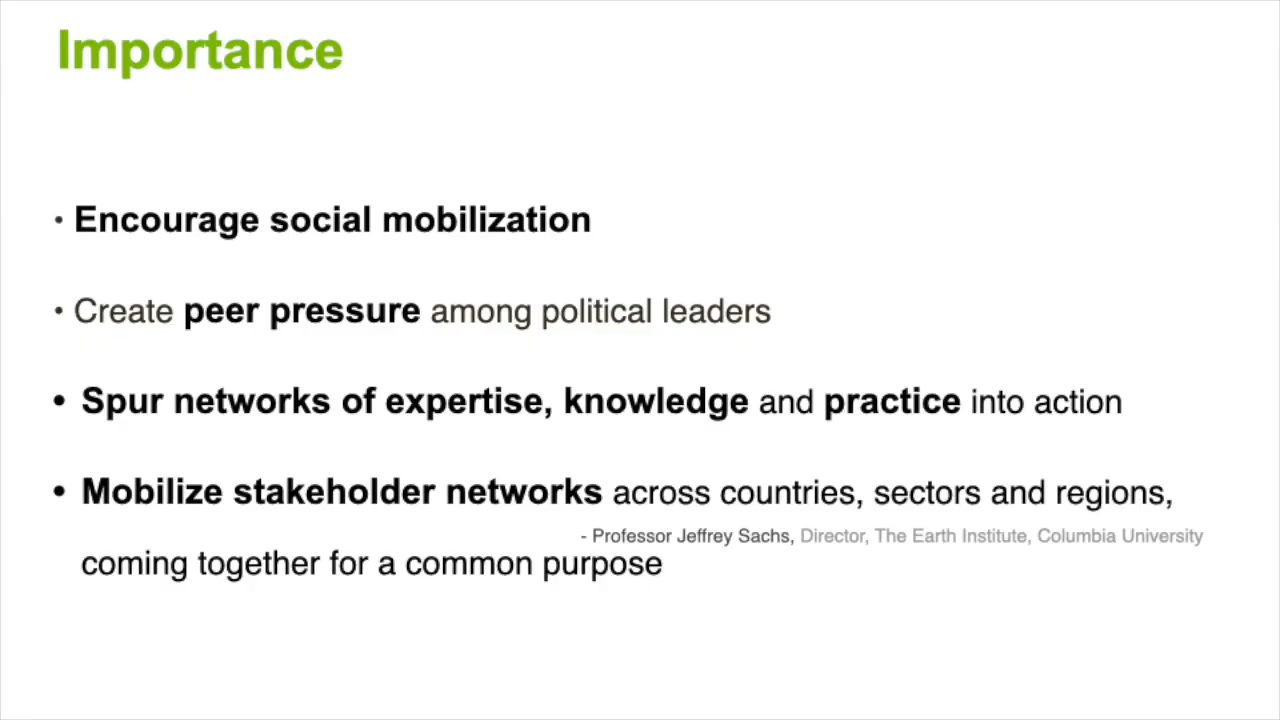 Importance
• Encourage social mobilization
• Create peer pressure among political leaders
• Spur networks of expertise, knowledge and practice into action
• Mobilize stakeholder networks across countries, sectors and regions,
- Professor Jeffrey Sachs, Director, The Earth Institute, Columbia University
coming together for a common purpose